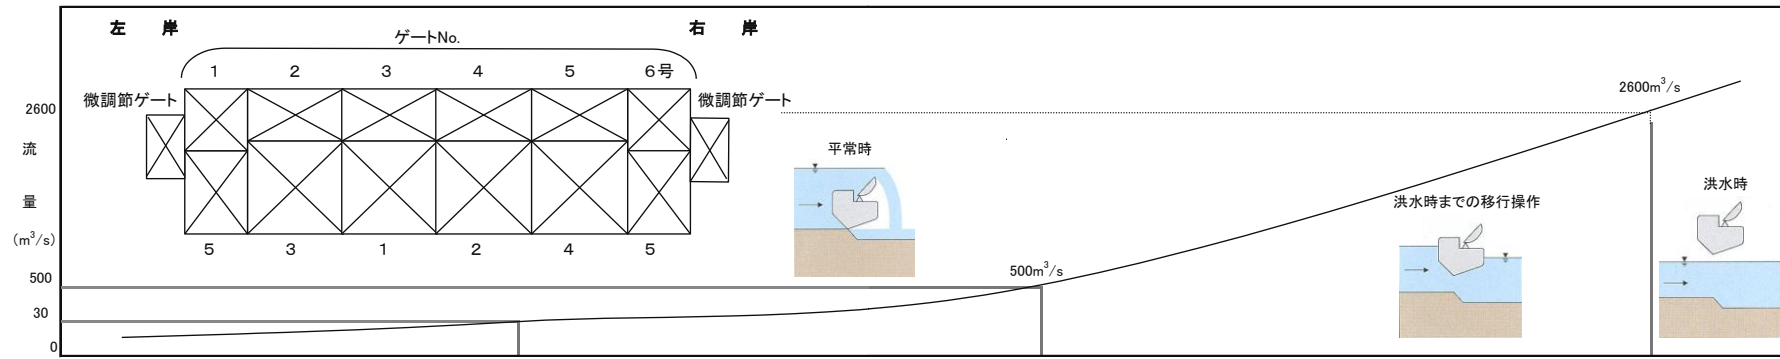 左　岸
右　岸
ゲートNo.
１ ２ ３ ４ ５ ６号
微調節ゲート
微調節ゲート
５ ３ １ ２ ４ ５
2600
流
量
(m³/s)
500
30
0
平常時
500m³/s
洪水時までの移行操作
2600m³/s
洪水時